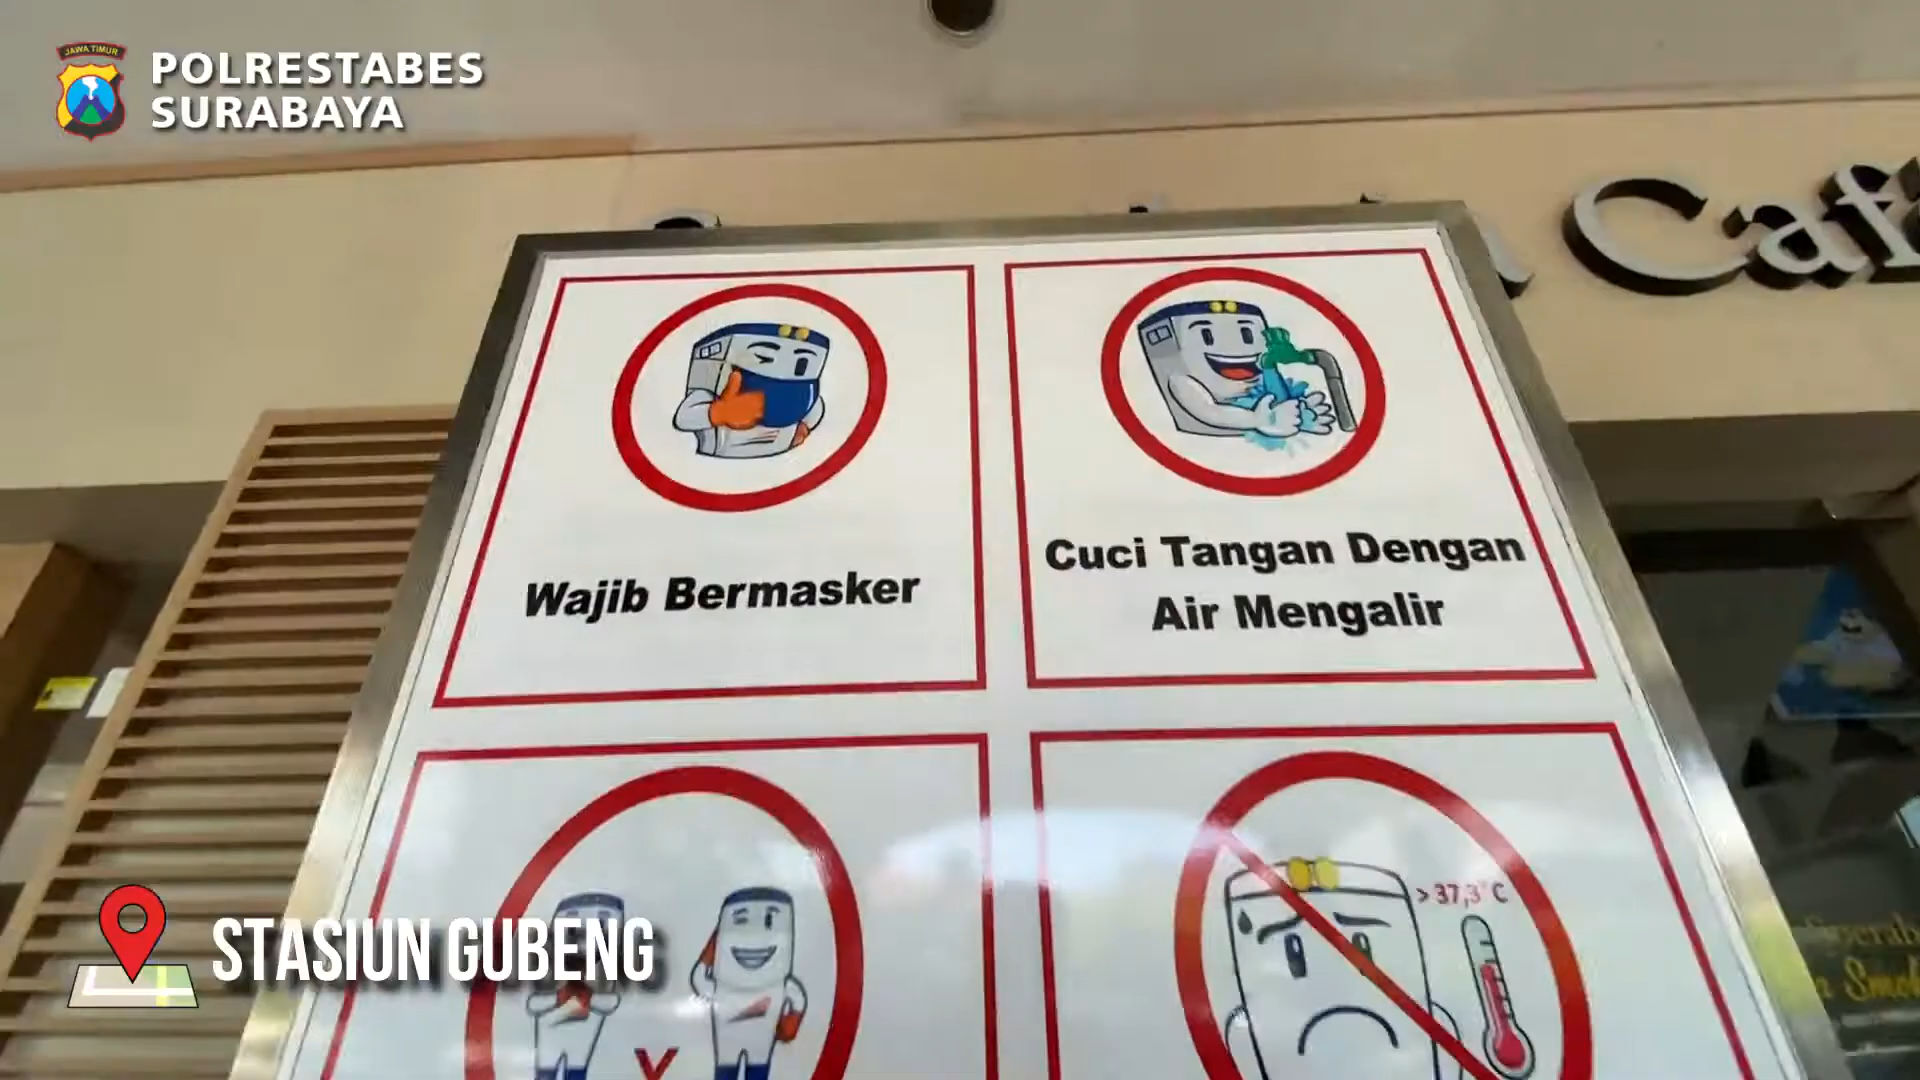 JAWA TIMUR
POLRESTABES
SURABAYA
Caf
Wajib Bermasker
Cuci Tangan Dengan
Air Mengalir
> 37,3°C
STASIUN GUBENG